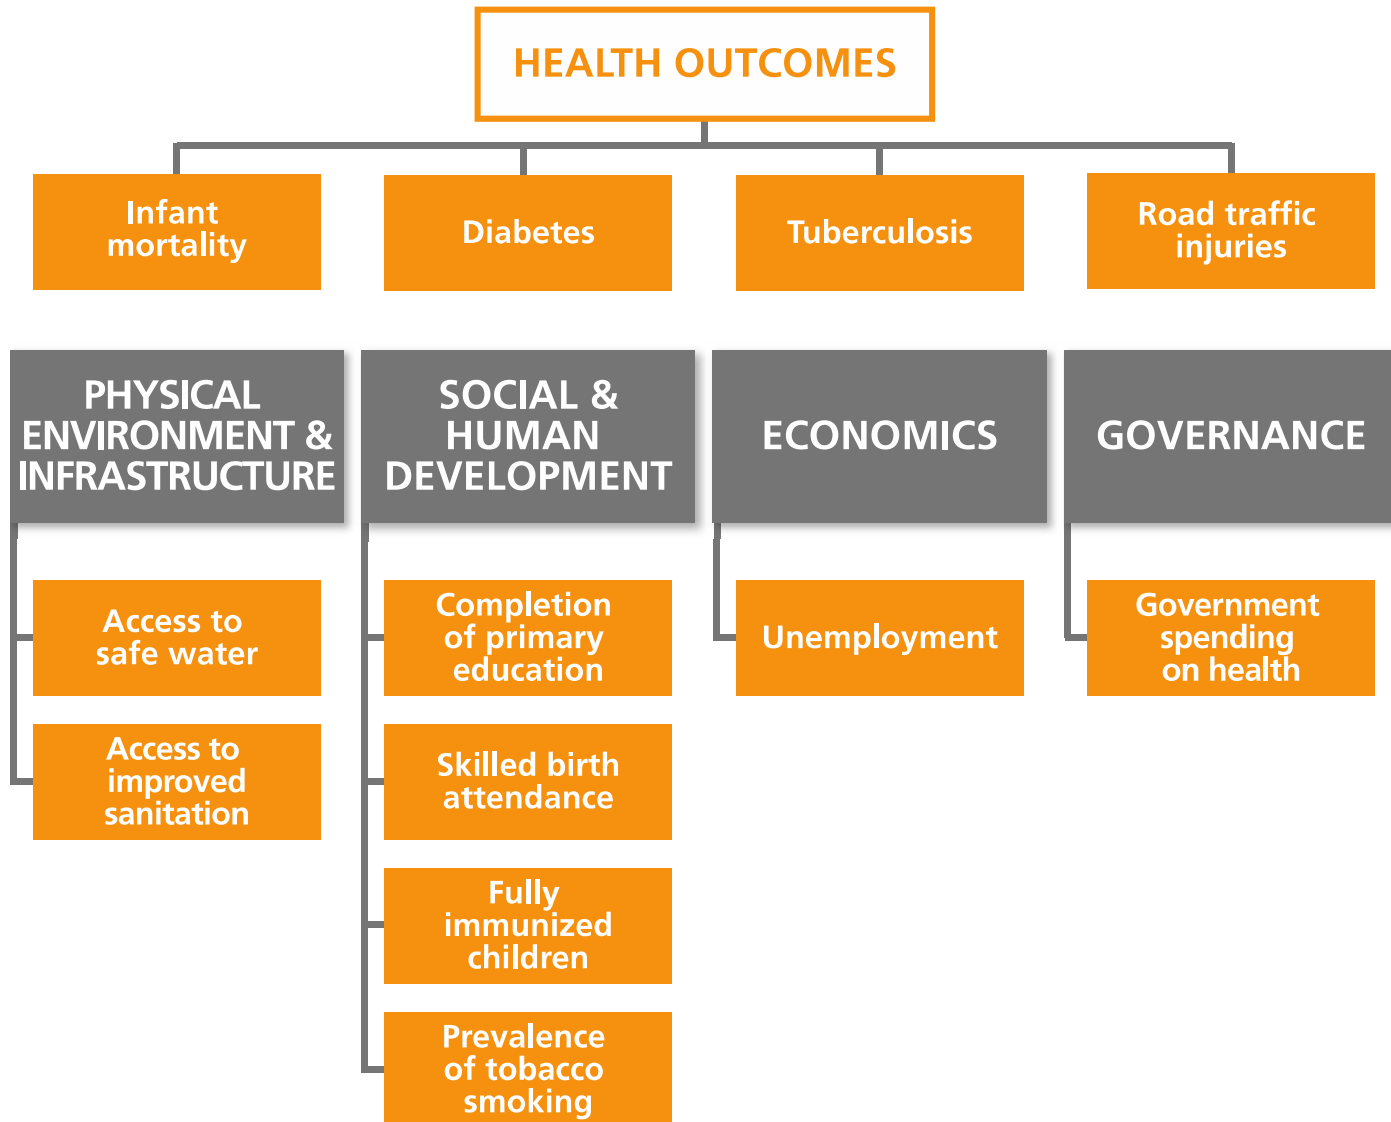 HEALTH OUTCOMES
Infant
mortality
Diabetes
Tuberculosis
Road traffic
injuries
PHYSICAL
ENVIRONMENT &
INFRASTRUCTURE
SOCIAL &
HUMAN
DEVELOPMENT
ECONOMICS
GOVERNANCE
Access to
safe water
Access to
improved
sanitation
Completion
of primary
education
Skilled birth
attendance
Fully
immunized
children
Prevalence
of tobacco
smoking
Unemployment
Government
spending
on health